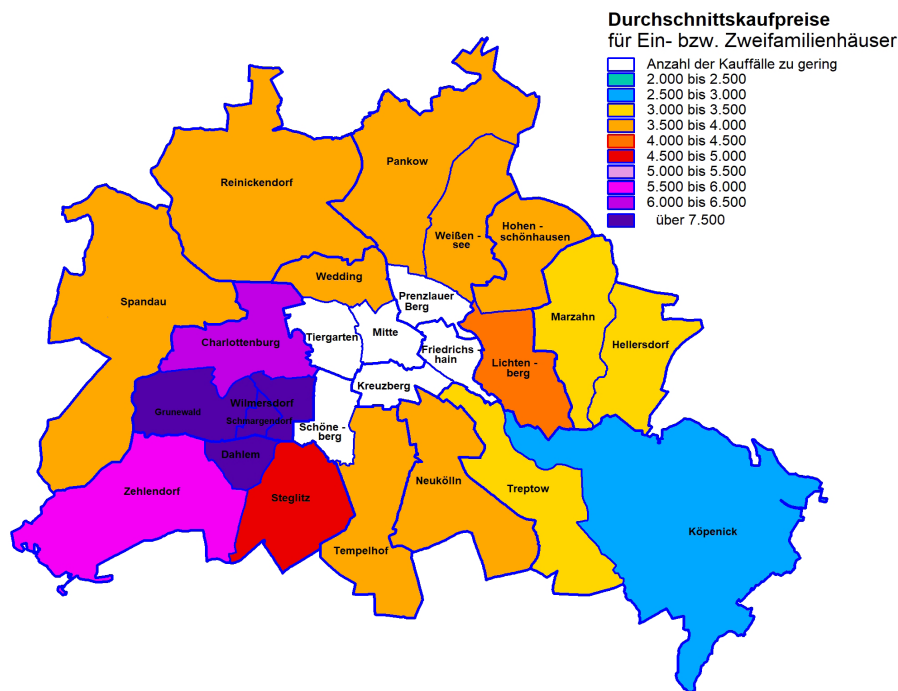 Durchschnittskaufpreise
für Ein- bzw. Zweifamilienhäuser
Anzahl der Kauffälle zu gering
2.000 bis 2.500
2.500 bis 3.000
3.000 bis 3.500
3.500 bis 4.000
4.000 bis 4.500
4.500 bis 5.000
5.000 bis 5.500
5.500 bis 6.000
6.000 bis 6.500
über 7.500
Pankow
Reinickendorf
Weißen -
see
Hohen -
schönhausen
Wedding
Prenzlauer
Berg
Spandau
Marzahn
Charlottenburg
Tiergarten
Mitte
Friedrichs
hain
Hellersdorf
Lichten -
berg
Kreuzberg
Grunewald
Wilmersdorf
Schmargendorf
Schöne -
berg
Dahlem
Zehlendorf
Steglitz
Neukölln
Treptow
Tempelhof
Köpenick